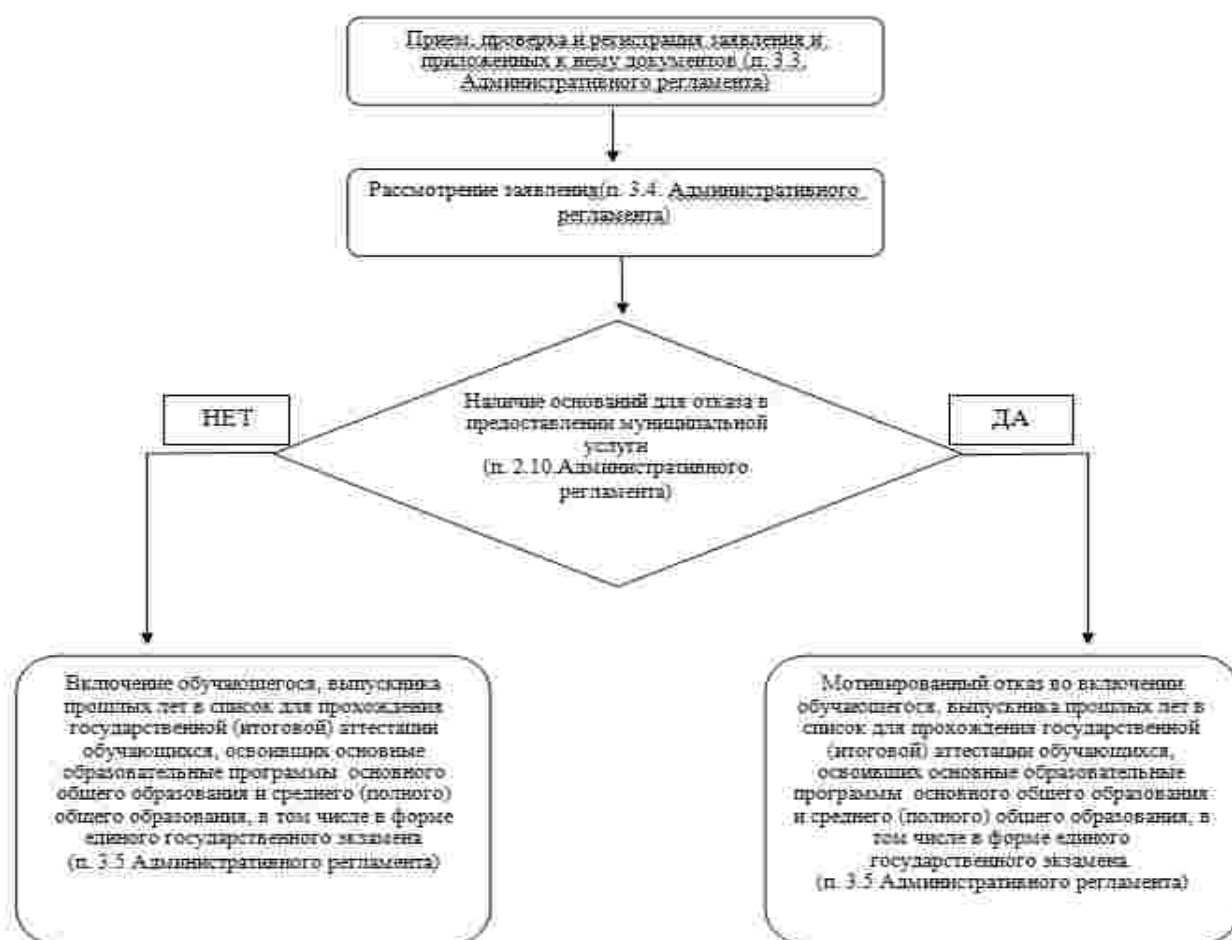 Прием, проверка и регистрация заявления и
приложенных к нему документов (п. 3.3.
Административного регламента)
Рассмотрение заявления(п. 3.4. Административного
регламента)
НЕТ
Наличие оснований для отказа в
предоставлении муниципальной
услуги
(п. 2.10.Административного
регламента)
ДА
Включение обучающегося, выпускника
прошлых лет в список для прохождения
государственной (итоговой) аттестации
обучающихся, освоивших основные
образовательные программы основного
общего образования и среднего (полного)
общего образования, в том числе в форме
единого государственного экзамена
(п. 3.5 Административного регламента)
Мотивированный отказ во включении
обучающегося, выпускника прошлых лет в
список для прохождения государственной
(итоговой) аттестации обучающихся,
освоивших основные образовательные
программы основного общего образования
и среднего (полного) общего образования, в
том числе в форме единого
государственного экзамена.
(п. 3.5 Административного регламента)